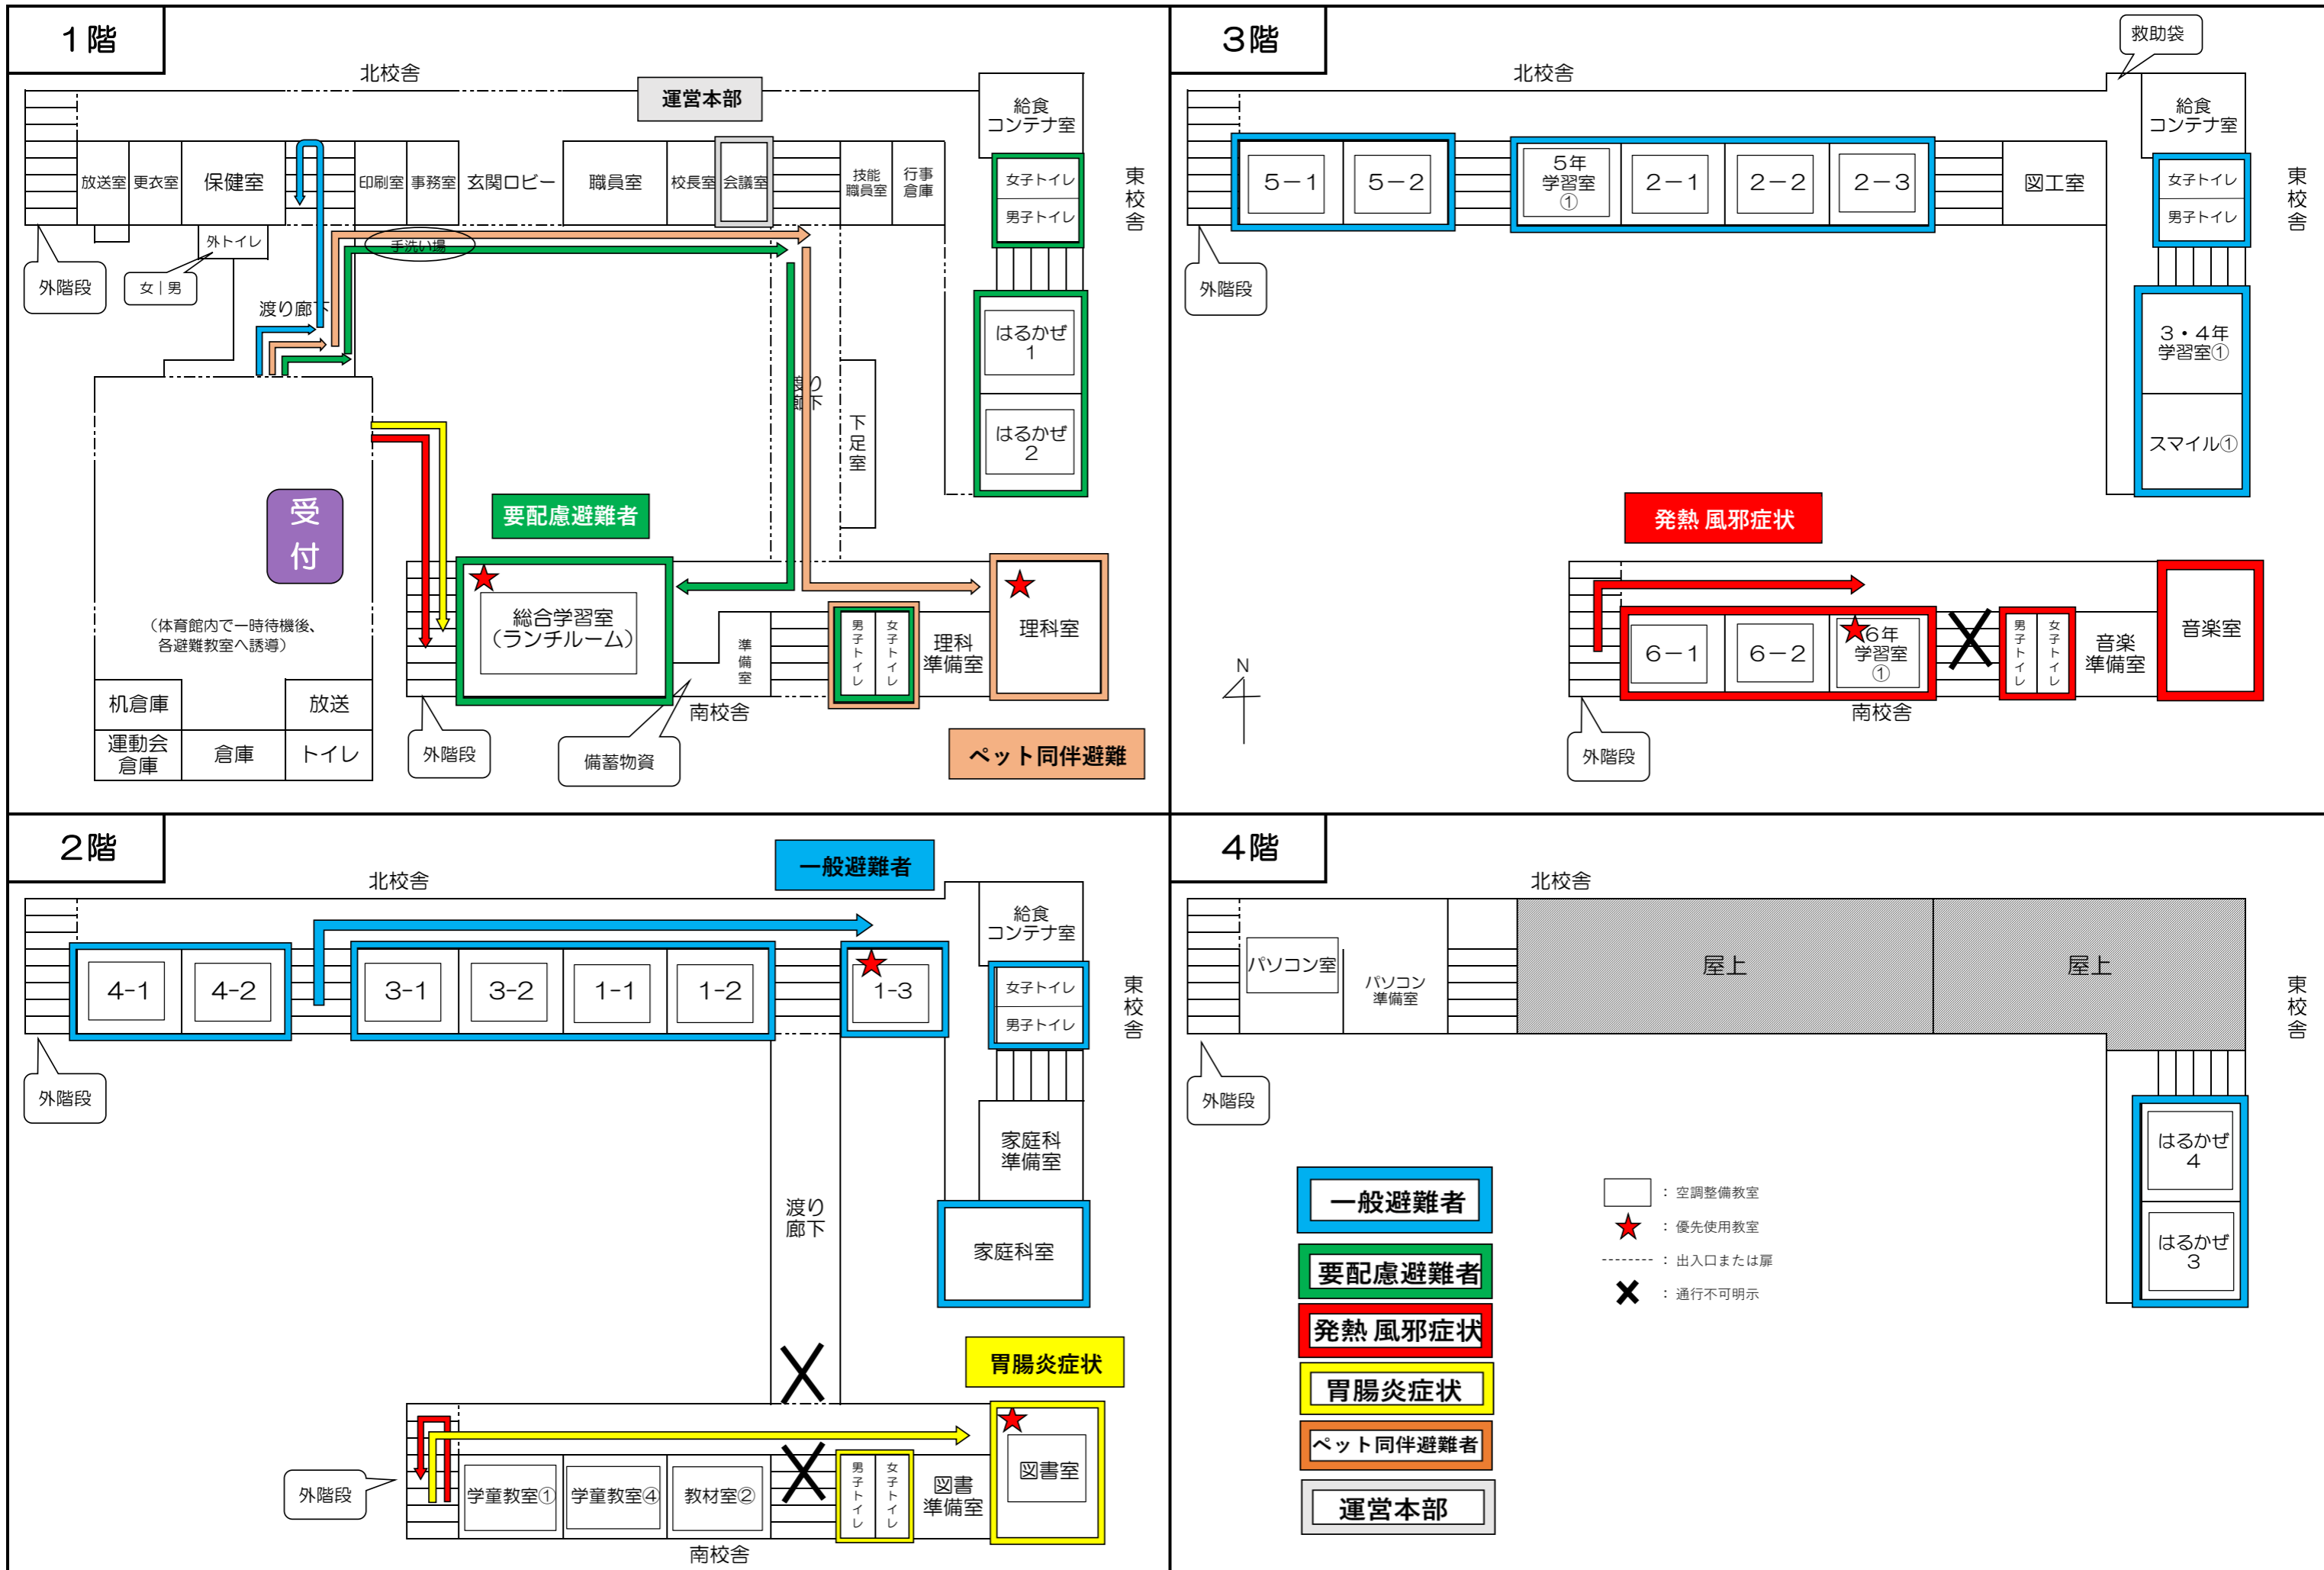 1階
北校舎
運営本部
給食
コンテナ室
放送室
更衣室
保健室
印刷室
事務室
玄関ロビー
職員室
校長室
会議室
技能
職員室
行事
倉庫
女子トイレ
男子トイレ
東校舎
外階段
外トイレ
女｜男
手洗い場
渡り廊下
渡り
廊下
下足室
はるかぜ
1
はるかぜ
2
受付
(体育館内で一時待機後、
各避難教室へ誘導)
机倉庫
放送
運動会
倉庫
倉庫
トイレ
要配慮避難者
総合学習室
(ランチルーム)
準備室
男子トイレ
女子トイレ
理科
準備室
理科室
南校舎
外階段
備蓄物資
ペット同伴避難
3階
北校舎
救助袋
給食
コンテナ室
5-1
5-2
5年
学習室
①
2-1
2-2
2-3
図工室
女子トイレ
男子トイレ
東校舎
外階段
3・4年
学習室①
スマイル①
発熱 風邪症状
6-1
6-2
6年
学習室
①
男子トイレ
女子トイレ
音楽
準備室
音楽室
N
南校舎
外階段
2階
北校舎
一般避難者
給食
コンテナ室
4-1
4-2
3-1
3-2
1-1
1-2
1-3
女子トイレ
男子トイレ
東校舎
外階段
家庭科
準備室
渡り
廊下
家庭科室
胃腸炎症状
外階段
学童教室①
学童教室④
教材室②
男子トイレ
女子トイレ
図書
準備室
図書室
南校舎
4階
北校舎
パソコン室
パソコン
準備室
屋上
屋上
東校舎
外階段
はるかぜ
4
はるかぜ
3
一般避難者
要配慮避難者
発熱 風邪症状
胃腸炎症状
ペット同伴避難者
運営本部
：空調整備教室
：優先使用教室
：出入口または扉
：通行不可明示